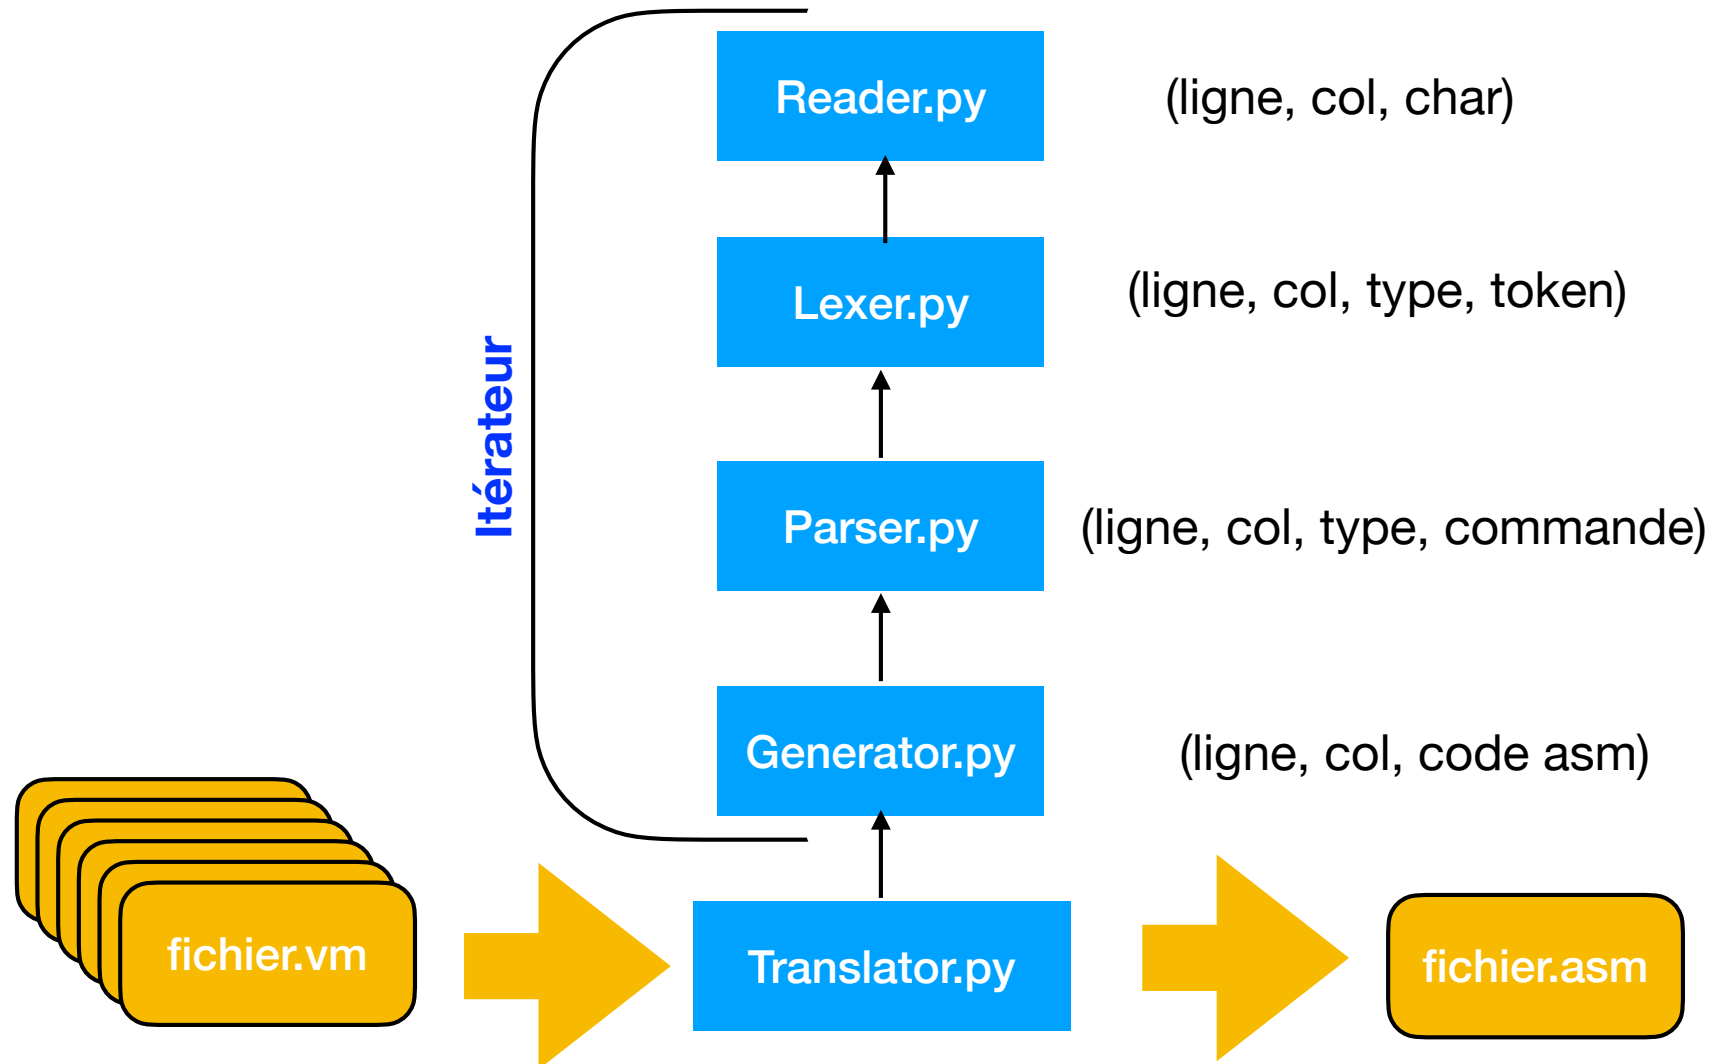 Reader.py
(ligne, col, char)
Lexer.py
(ligne, col, type, token)
Itérateur
Parser.py
(ligne, col, type, commande)
Generator.py
(ligne, col, code asm)
fichier.vm
Translator.py
fichier.asm